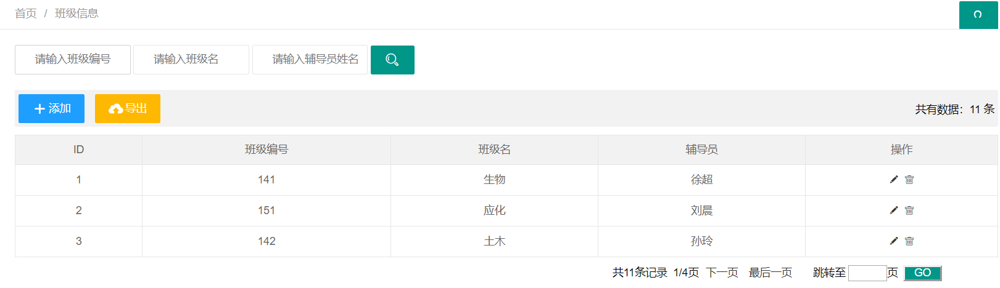 首页 / 班级信息
请输入班级编号 请输入班级名 请输入辅导员姓名
添加 导出 共有数据：11 条
ID 班级编号 班级名 辅导员 操作
1 141 生物 徐超
2 151 应化 刘晨
3 142 土木 孙玲
共11条记录 1/4页 下一页 最后一页 跳转至 页 GO